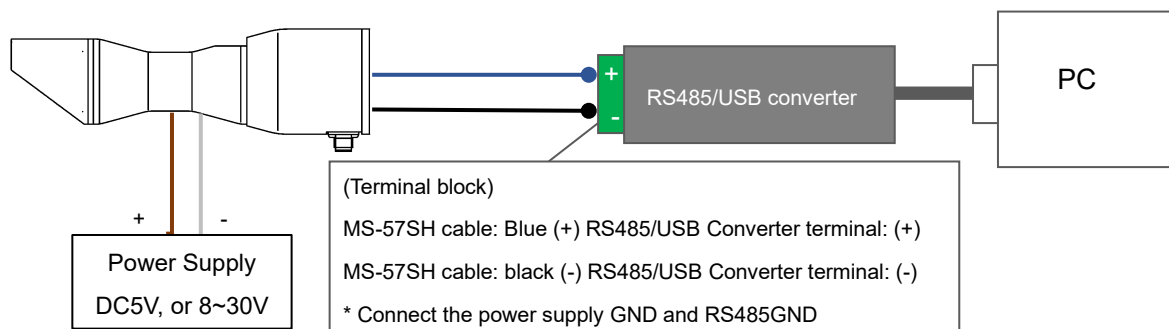 +
-
RS485/USB converter
PC
+ -
Power Supply
DC5V, or 8~30V
(Terminal block)
MS-57SH cable: Blue (+) RS485/USB Converter terminal: (+)
MS-57SH cable: black (-) RS485/USB Converter terminal: (-)
* Connect the power supply GND and RS485GND